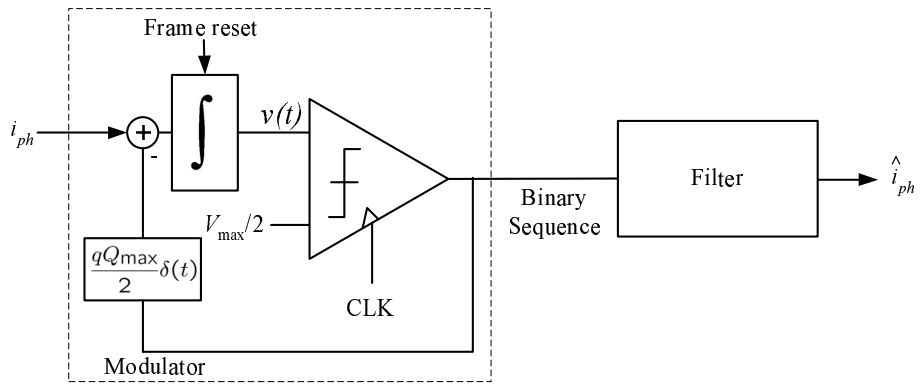 Frame reset
i_ph
+
-
∫
v(t)
V_max/2
CLK
qQ_max/2 δ(t)
Modulator
Binary
Sequence
Filter
î_ph